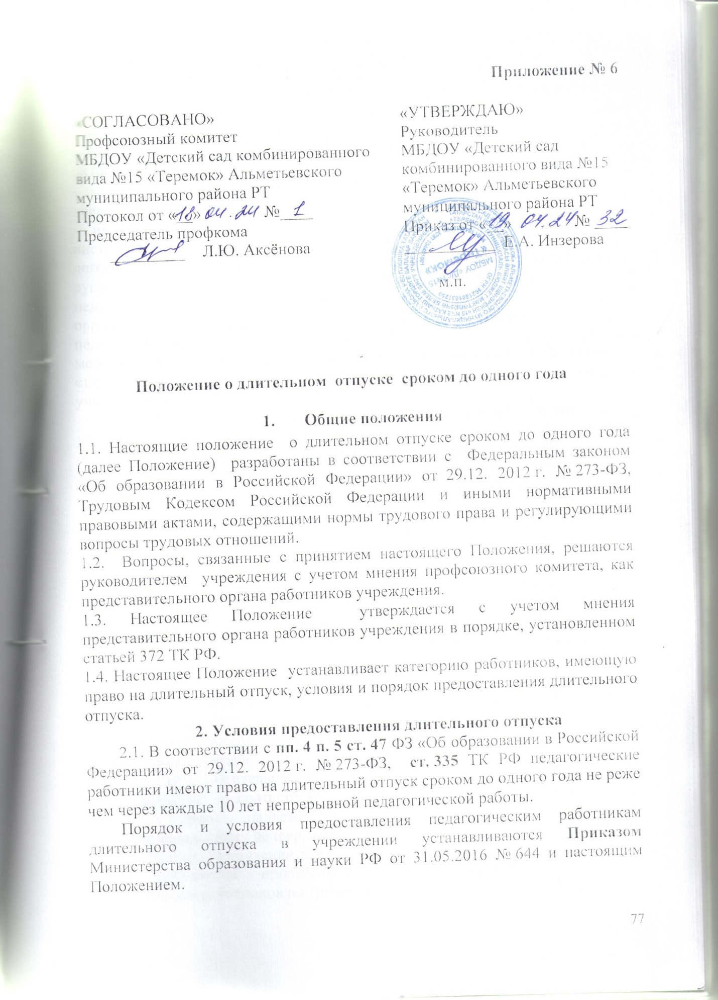 Приложение № 6
«СОГЛАСОВАНО»
Профсоюзный комитет
МБДОУ «Детский сад комбинированного
вида №15 «Теремок» Альметьевского
муниципального района РТ
Протокол от «18» 04.24 № 1
Председатель профкома
Л.Ю. Аксёнова
«УТВЕРЖДАЮ»
Руководитель
МБДОУ «Детский сад
комбинированного вида №15
«Теремок» Альметьевского
муниципального района РТ
Приказ от «19» 04.24 № 32
Е.А. Инзерова
МБДОУ «Д/с №15
«Теремок»
м.п.
Положение о длительном отпуске сроком до одного года
1. Общие положения
1.1. Настоящие положение о длительном отпуске сроком до одного года
(далее Положение) разработаны в соответствии с Федеральным законом
«Об образовании в Российской Федерации» от 29.12. 2012 г. № 273-ФЗ,
Трудовым Кодексом Российской Федерации и иными нормативными
правовыми актами, содержащими нормы трудового права и регулирующими
вопросы трудовых отношений.
1.2. Вопросы, связанные с принятием настоящего Положения, решаются
руководителем учреждения с учетом мнения профсоюзного комитета, как
представительного органа работников учреждения.
1.3. Настоящее Положение утверждается с учетом мнения
представительного органа работников учреждения в порядке, установленном
статьей 372 ТК РФ.
1.4. Настоящее Положение устанавливает категорию работников, имеющую
право на длительный отпуск, условия и порядок предоставления длительного
отпуска.
2. Условия предоставления длительного отпуска
2.1. В соответствии с пп. 4 п. 5 ст. 47 ФЗ «Об образовании в Российской
Федерации» от 29.12. 2012 г. № 273-ФЗ, ст. 335 ТК РФ педагогические
работники имеют право на длительный отпуск сроком до одного года не реже
чем через каждые 10 лет непрерывной педагогической работы.
Порядок и условия предоставления педагогическим работникам
длительного отпуска в учреждении устанавливаются Приказом
Министерства образования и науки РФ от 31.05.2016 № 644 и настоящим
Положением.
77